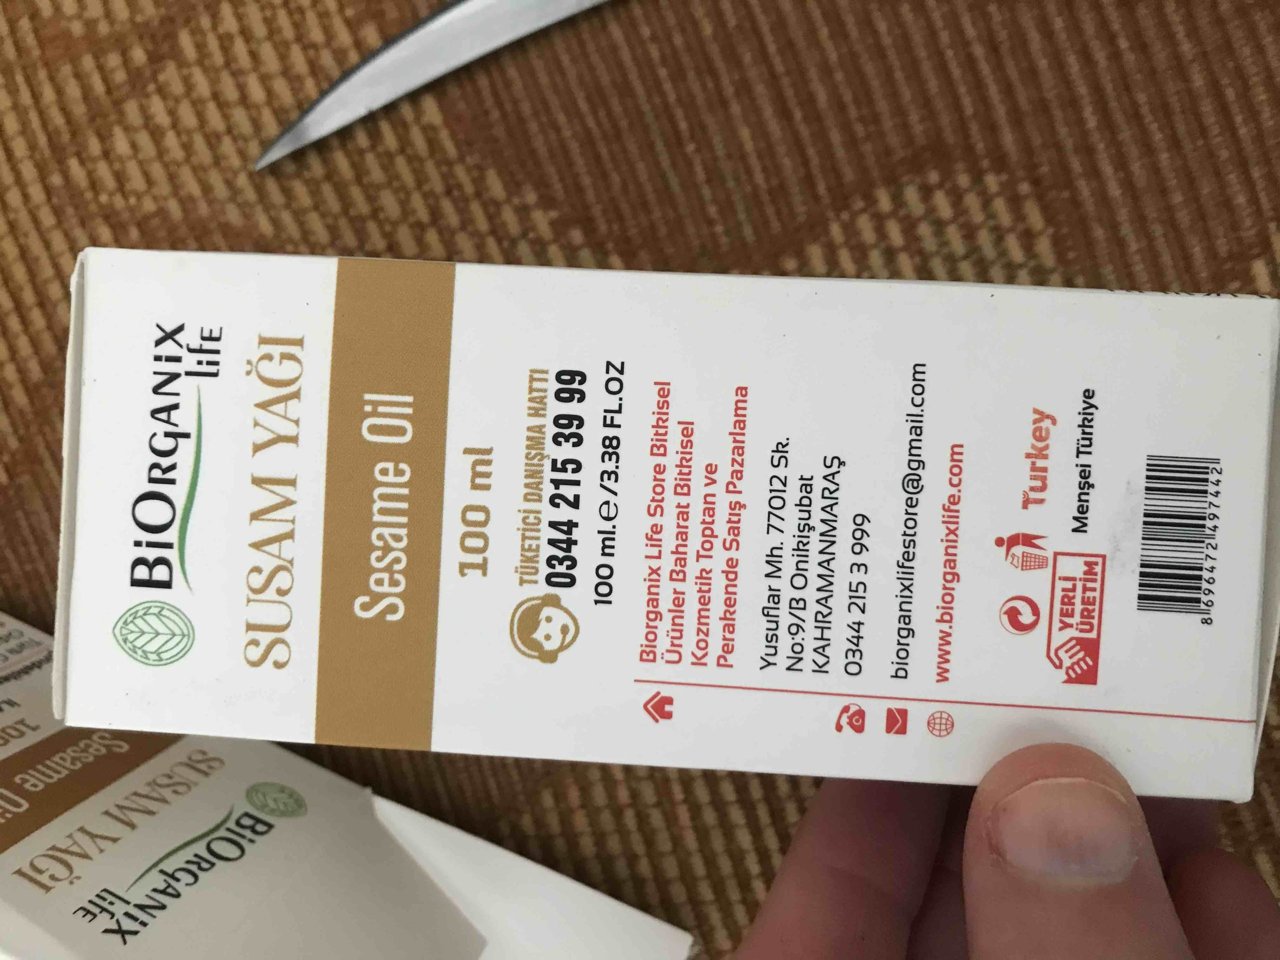 BiORGANiX
life
SUSAM YAĞI
Sesame Oil
100 ml
TÜKETİCİ DANIŞMA HATTI
0344 215 39 99
100 ml.e/3.38 FL.OZ
Biorganix Life Store Bitkisel
Ürünler Baharat Bitkisel
Kozmetik Toptan ve
Perakende Satış Pazarlama
Yusuflar Mh. 77012 Sk.
No:9/B Onikişubat
KAHRAMANMARAŞ
0344 215 3 999
biorganixlifestore@gmail.com
www.biorganixlife.com
YERLİ
ÜRETİM
Turkey
Menşei Türkiye
8696472497442
BiORGANiX
life
SUSAM YAĞI
Sesame Oil
100